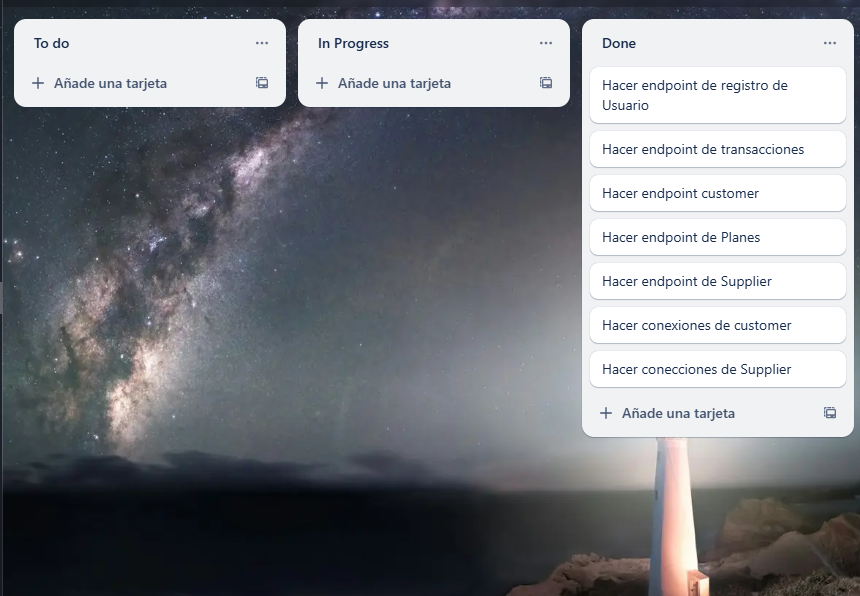 To do
Añade una tarjeta
In Progress
Añade una tarjeta
Done
Hacer endpoint de registro de
Usuario
Hacer endpoint de transacciones
Hacer endpoint customer
Hacer endpoint de Planes
Hacer endpoint de Supplier
Hacer conexiones de customer
Hacer conecciones de Supplier
Añade una tarjeta